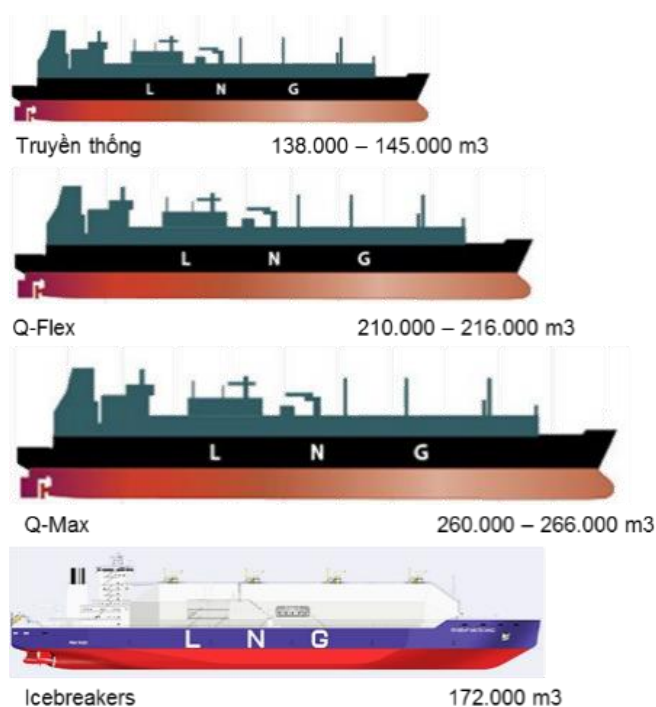 L N G
Truyền thống 138.000 – 145.000 m3
L N G
Q-Flex 210.000 – 216.000 m3
L N G
Q-Max 260.000 – 266.000 m3
L N G
Icebreakers 172.000 m3